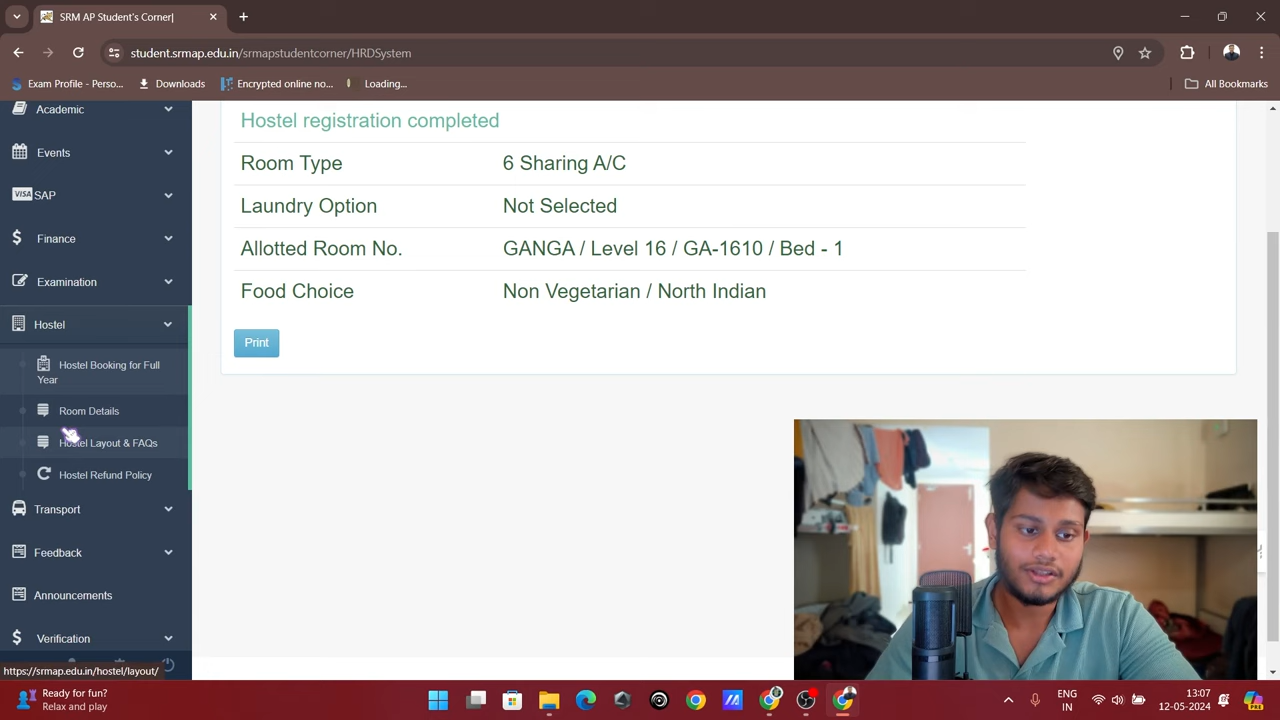 SRM AP Student's Corner|
student.srmap.edu.in/srmapstudentcorner/HRDSystem
Exam Profile - Perso...
Downloads
Encrypted online no...
Loading...
All Bookmarks
Academic
Events
VISA SAP
Finance
Examination
Hostel
Hostel Booking for Full
Year
Room Details
Hostel Layout & FAQs
Hostel Refund Policy
Transport
Feedback
Announcements
Verification
https://srmap.edu.in/hostel/layout/
Hostel registration completed
Room Type 6 Sharing A/C
Laundry Option Not Selected
Allotted Room No. GANGA / Level 16 / GA-1610 / Bed - 1
Food Choice Non Vegetarian / North Indian
Print
Ready for fun?
Relax and play
ENG
IN
13:07
12-05-2024